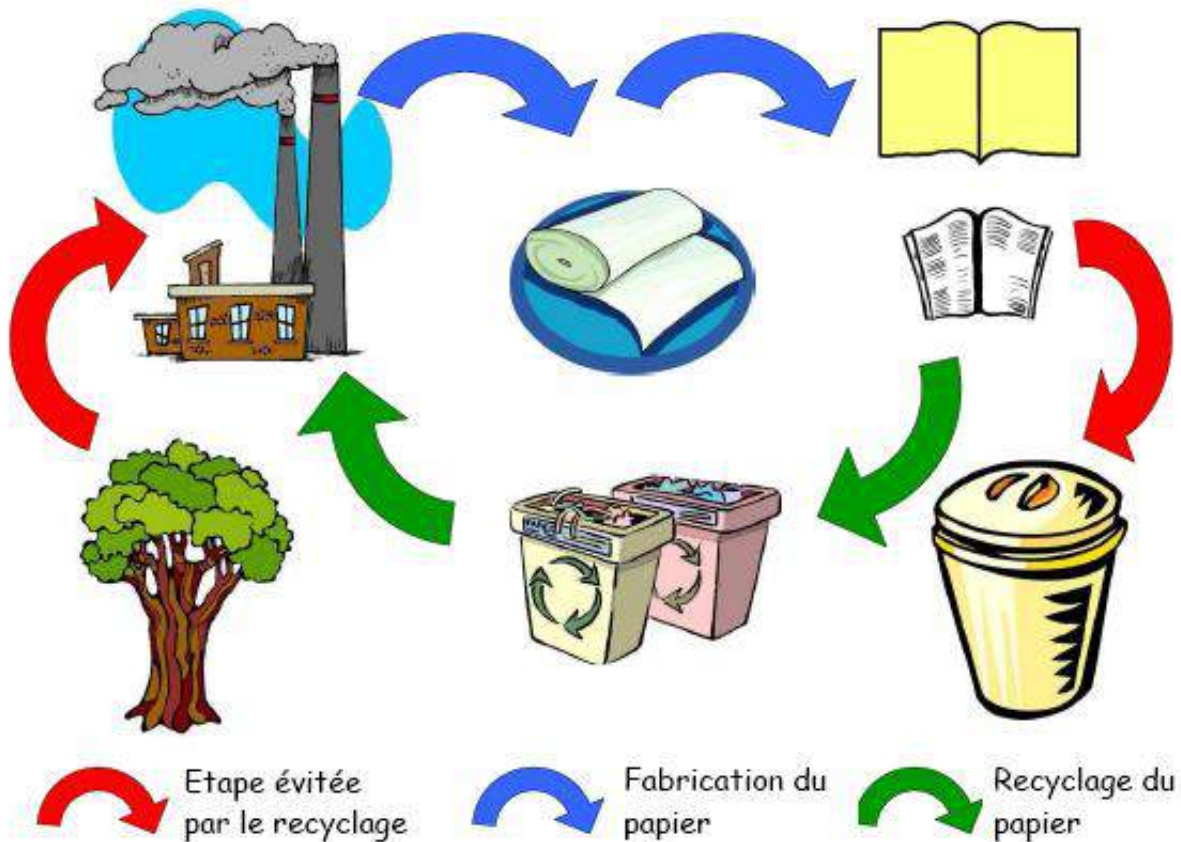 Etape évitée
par le recyclage
Fabrication du
papier
Recyclage du
papier